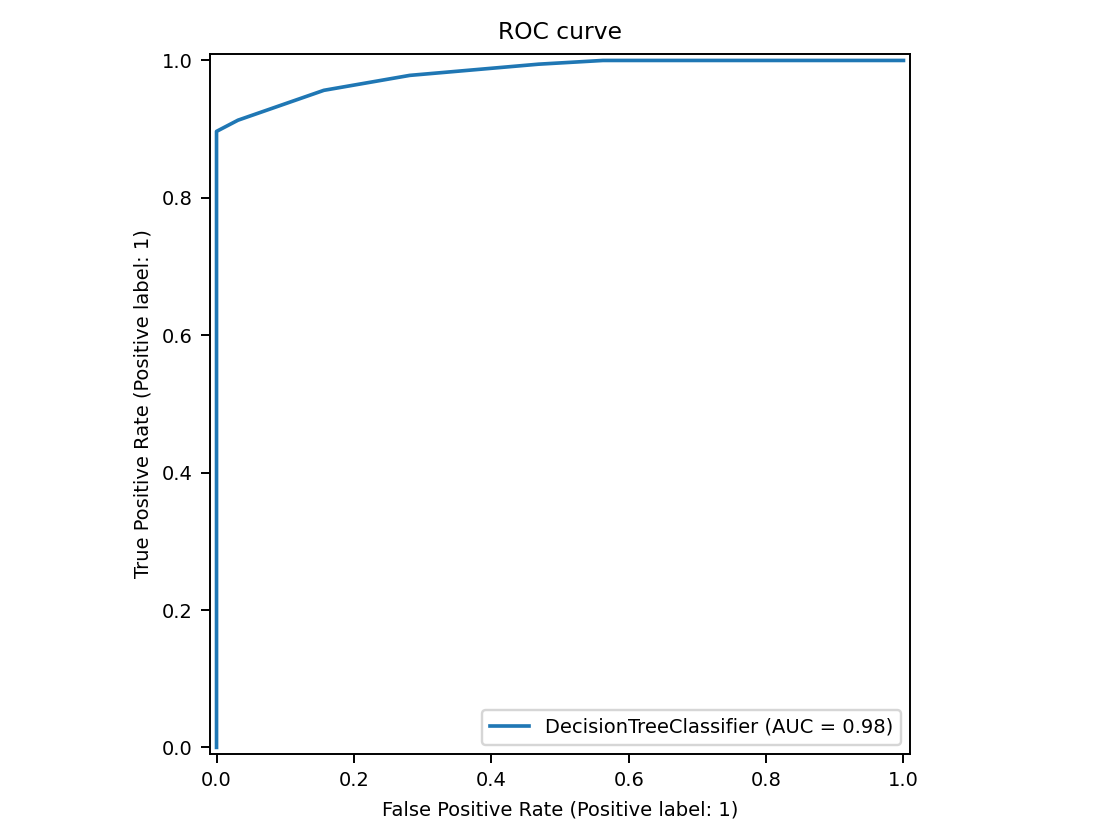 ROC curve
True Positive Rate (Positive label: 1)
1.0
0.8
0.6
0.4
0.2
0.0
DecisionTreeClassifier (AUC = 0.98)
0.0 0.2 0.4 0.6 0.8 1.0
False Positive Rate (Positive label: 1)